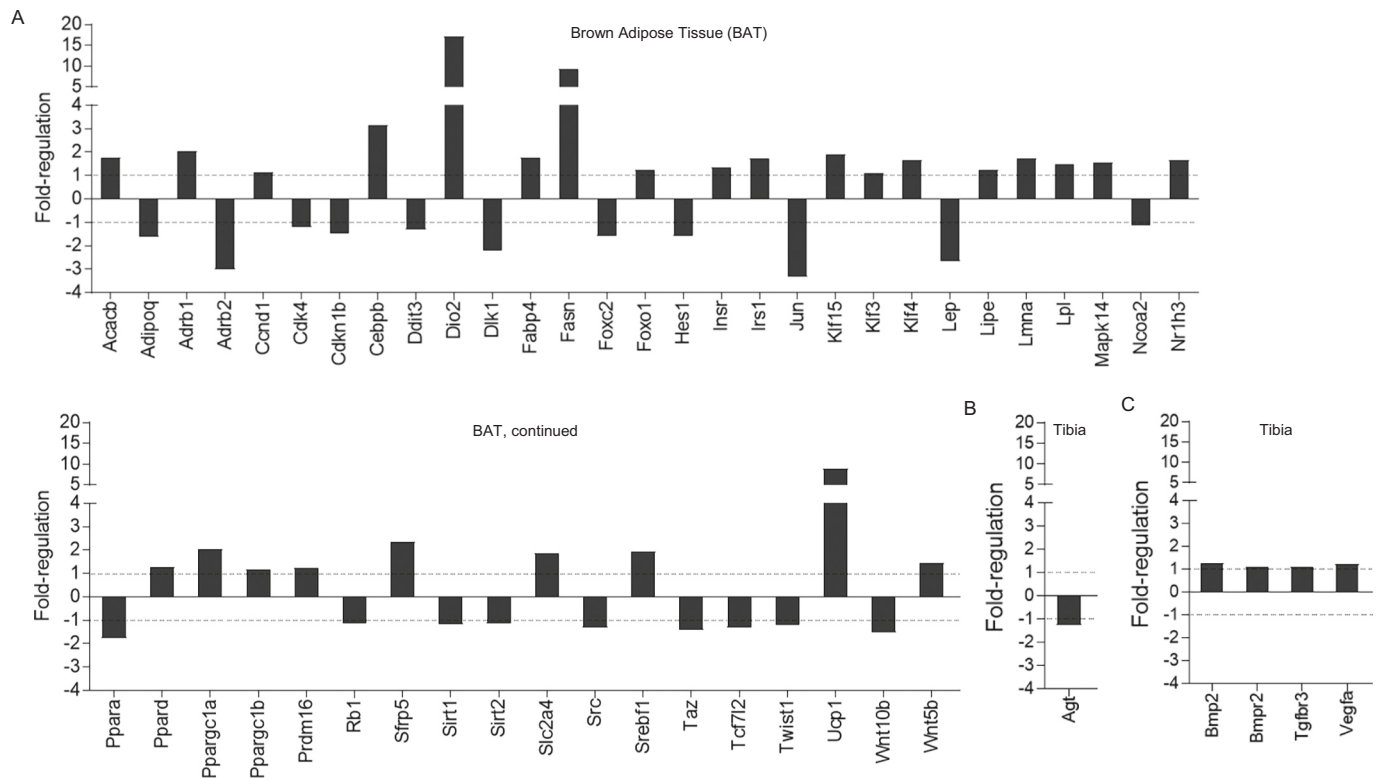 A
Brown Adipose Tissue (BAT)
Fold-regulation
20
15
10
5
4
3
2
1
0
-1
-2
-3
-4
Acacb
Adipoq
Adrb1
Adrb2
Ccnd1
Cdk4
Cdkn1b
Cebpb
Ddit3
Dio2
Dlk1
Fabp4
Fasn
Foxc2
Foxo1
Hes1
Insr
Irs1
Jun
Klf15
Klf3
Klf4
Lep
Lipe
Lmna
Lpl
Mapk14
Ncoa2
Nr1h3
BAT, continued
Fold-regulation
20
15
10
5
4
3
2
1
0
-1
-2
-3
-4
Ppara
Ppard
Ppargc1a
Ppargc1b
Prdm16
Rb1
Sfrp5
Sirt1
Sirt2
Slc2a4
Src
Srebf1
Taz
Tcf7l2
Twist1
Ucp1
Wnt10b
Wnt5b
B
Tibia
Fold-regulation
20
15
10
5
4
3
2
1
0
-1
-2
-3
-4
Agt
C
Tibia
Fold-regulation
20
15
10
5
4
3
2
1
0
-1
-2
-3
-4
Bmp2
Bmpr2
Tgfbr3
Vegfa